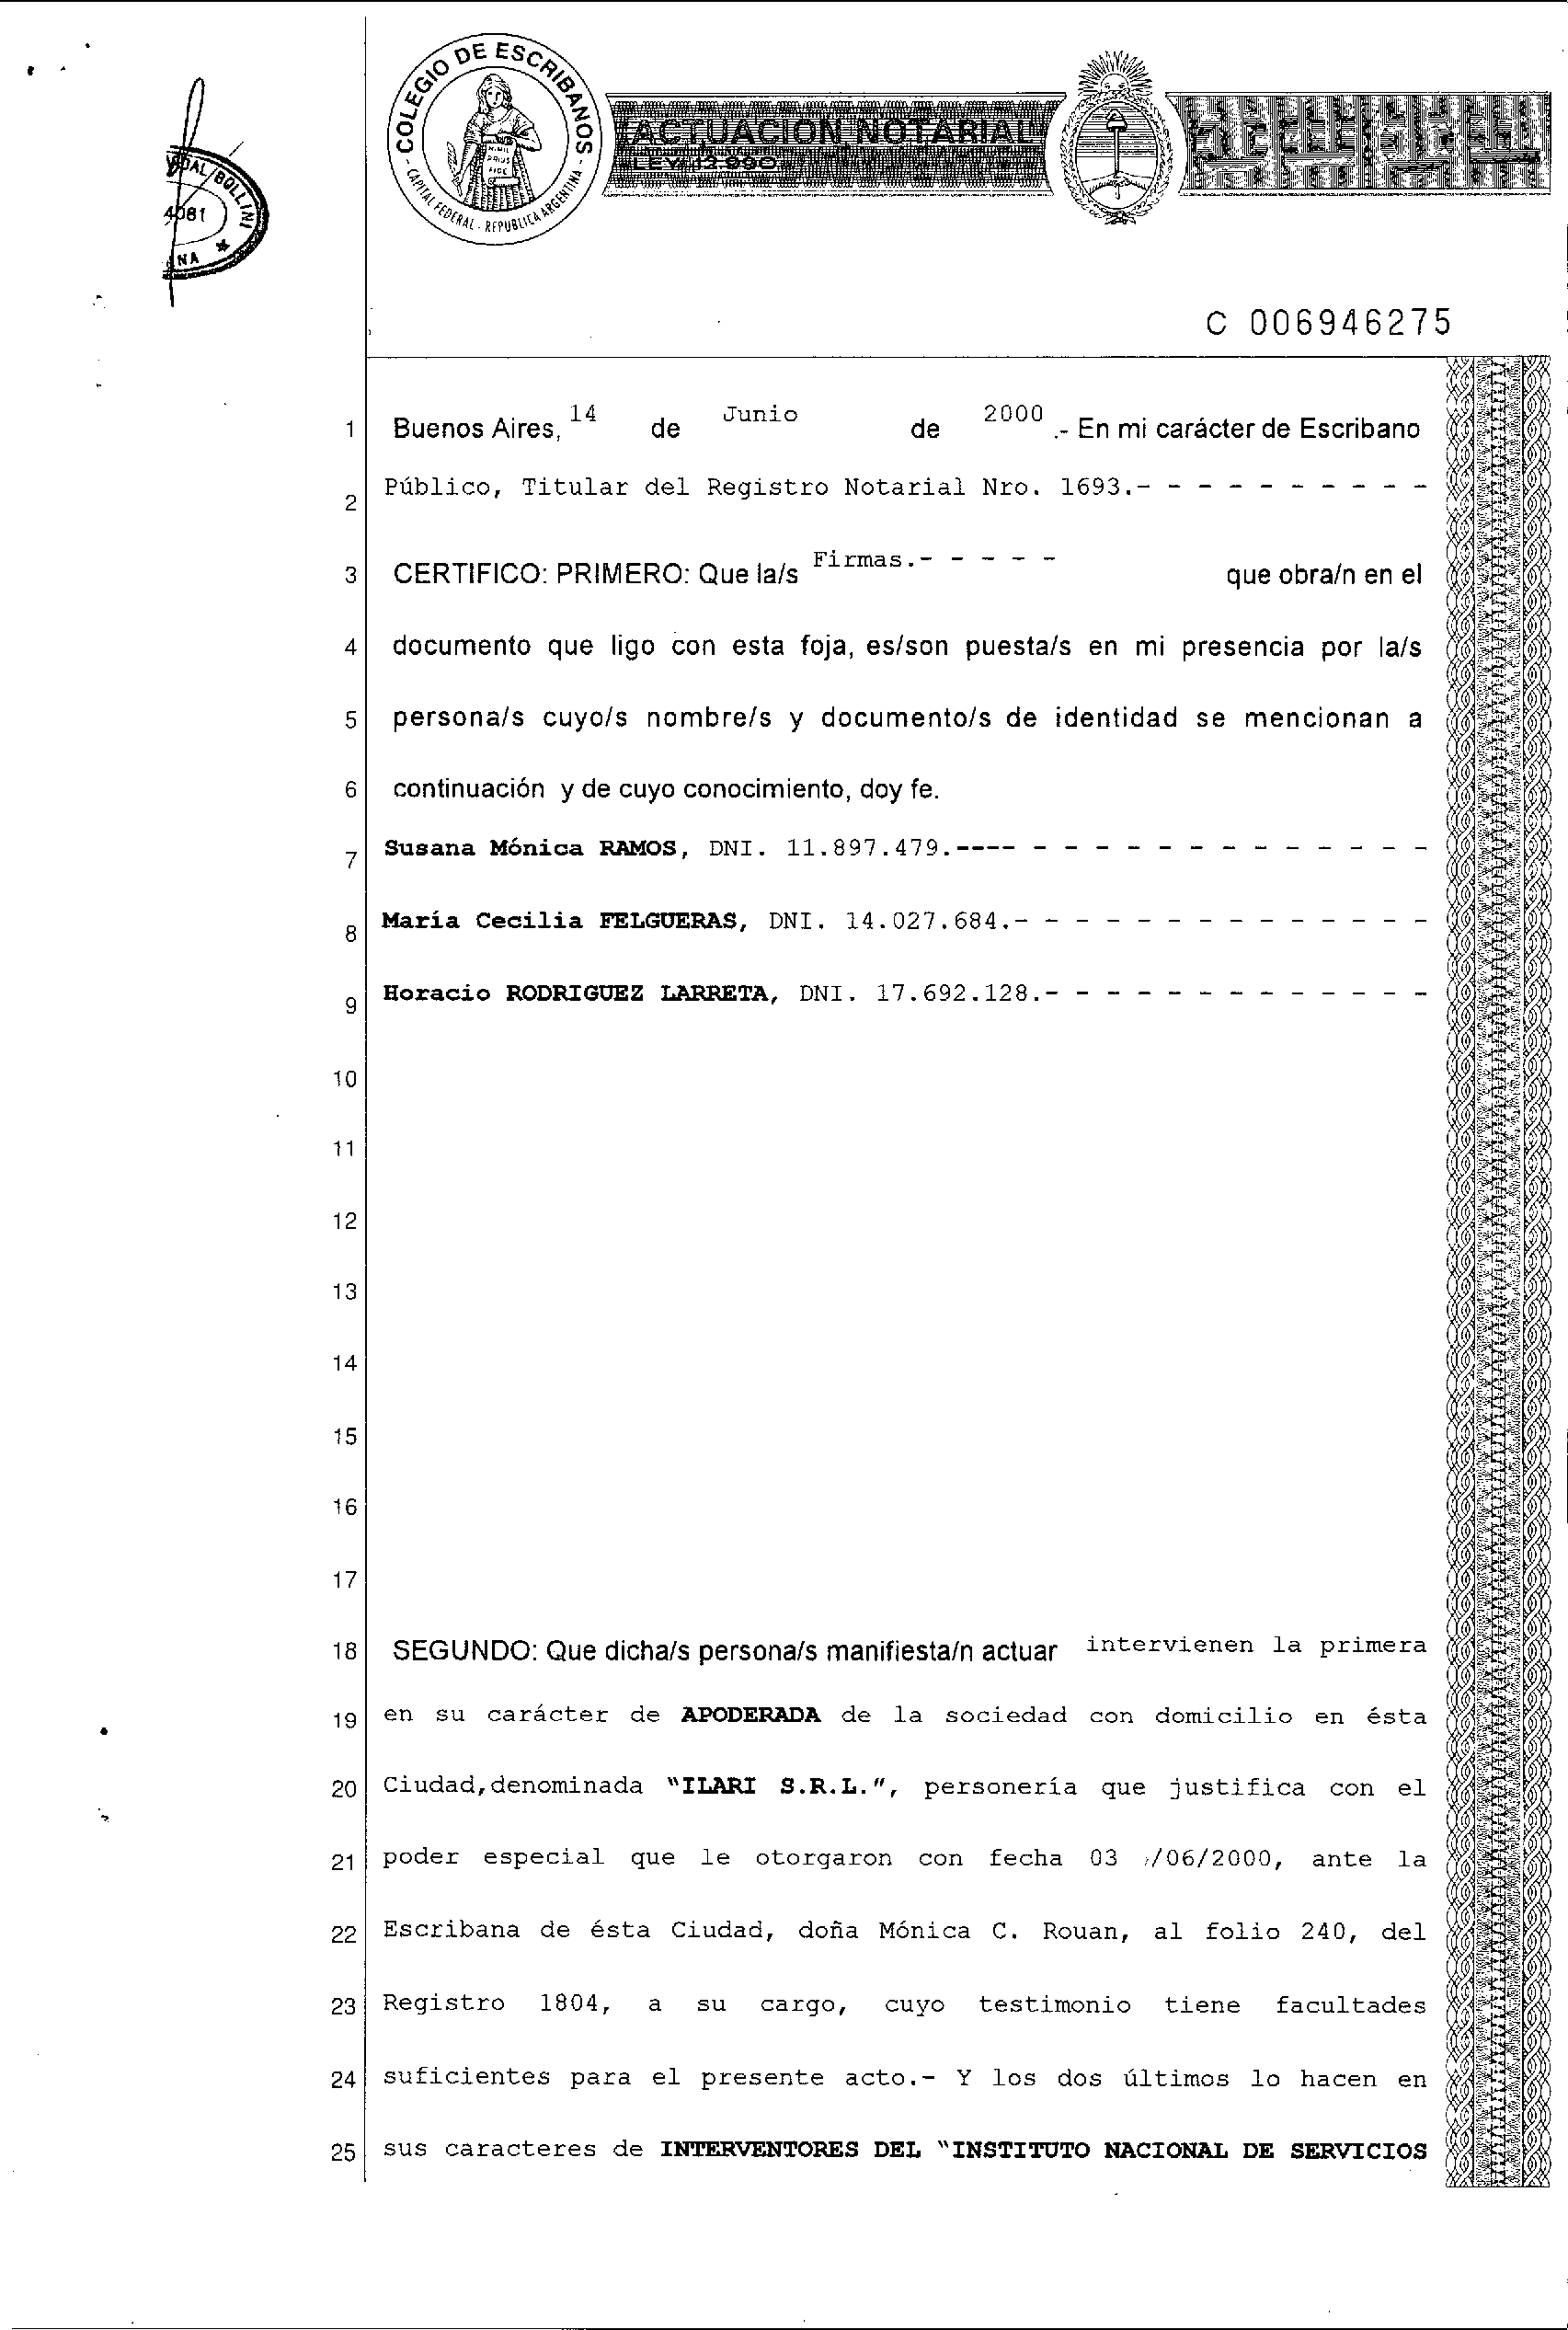 COLEGIO DE ESCRIBANOS
- CAPITAL FEDERAL - REPUBLICA ARGENTINA -
ACTUACION NOTARIAL
LEY 12.990
BOLLINI
4081
NA
C 006946275
1 Buenos Aires, 14 de Junio de 2000 .- En mi carácter de Escribano
2 Público, Titular del Registro Notarial Nro. 1693.- - - - - - - - - -
3 CERTIFICO: PRIMERO: Que la/s Firmas.- - - - - que obra/n en el
4 documento que ligo con esta foja, es/son puesta/s en mi presencia por la/s
5 persona/s cuyo/s nombre/s y documento/s de identidad se mencionan a
6 continuación y de cuyo conocimiento, doy fe.
7 Susana Mónica RAMOS, DNI. 11.897.479.---- - - - - - - - - - - - - -
8 María Cecilia FELGUERAS, DNI. 14.027.684.- - - - - - - - - - - - - -
9 Horacio RODRIGUEZ LARRETA, DNI. 17.692.128.- - - - - - - - - - - - -
10
11
12
13
14
15
16
17
18 SEGUNDO: Que dicha/s persona/s manifiesta/n actuar intervienen la primera
19 en su carácter de APODERADA de la sociedad con domicilio en ésta
20 Ciudad,denominada "ILARI S.R.L.", personería que justifica con el
21 poder especial que le otorgaron con fecha 03 /06/2000, ante la
22 Escribana de ésta Ciudad, doña Mónica C. Rouan, al folio 240, del
23 Registro 1804, a su cargo, cuyo testimonio tiene facultades
24 suficientes para el presente acto.- Y los dos últimos lo hacen en
25 sus caracteres de INTERVENTORES DEL "INSTITUTO NACIONAL DE SERVICIOS